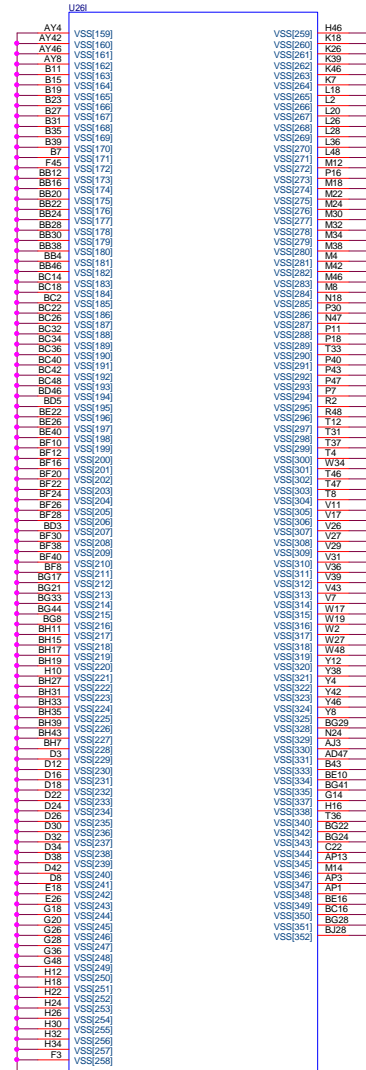 U26I
AY4 VSS[159]
AY42 VSS[160]
AY46 VSS[161]
AY8 VSS[162]
B11 VSS[163]
B15 VSS[164]
B19 VSS[165]
B23 VSS[166]
B27 VSS[167]
B31 VSS[168]
B35 VSS[169]
B39 VSS[170]
B7 VSS[171]
F45 VSS[172]
BB12 VSS[173]
BB16 VSS[174]
BB20 VSS[175]
BB22 VSS[176]
BB24 VSS[177]
BB28 VSS[178]
BB30 VSS[179]
BB38 VSS[180]
BB4 VSS[181]
BB46 VSS[182]
BC14 VSS[183]
BC18 VSS[184]
BC2 VSS[185]
BC22 VSS[186]
BC26 VSS[187]
BC32 VSS[188]
BC34 VSS[189]
BC36 VSS[190]
BC40 VSS[191]
BC42 VSS[192]
BC48 VSS[193]
BD46 VSS[194]
BD5 VSS[195]
BE22 VSS[196]
BE26 VSS[197]
BE40 VSS[198]
BF10 VSS[199]
BF12 VSS[200]
BF16 VSS[201]
BF20 VSS[202]
BF22 VSS[203]
BF24 VSS[204]
BF26 VSS[205]
BF28 VSS[206]
BD3 VSS[207]
BF30 VSS[208]
BF38 VSS[209]
BF40 VSS[210]
BF8 VSS[211]
BG17 VSS[212]
BG21 VSS[213]
BG33 VSS[214]
BG44 VSS[215]
BG8 VSS[216]
BH11 VSS[217]
BH15 VSS[218]
BH17 VSS[219]
BH19 VSS[220]
H10 VSS[221]
BH27 VSS[222]
BH31 VSS[223]
BH33 VSS[224]
BH35 VSS[225]
BH39 VSS[226]
BH43 VSS[227]
BH7 VSS[228]
D3 VSS[229]
D12 VSS[230]
D16 VSS[231]
D18 VSS[232]
D22 VSS[233]
D24 VSS[234]
D26 VSS[235]
D30 VSS[236]
D32 VSS[237]
D34 VSS[238]
D38 VSS[239]
D42 VSS[240]
D8 VSS[241]
E18 VSS[242]
E26 VSS[243]
G18 VSS[244]
G20 VSS[245]
G26 VSS[246]
G28 VSS[247]
G36 VSS[248]
G48 VSS[249]
H12 VSS[250]
H18 VSS[251]
H22 VSS[252]
H24 VSS[253]
H26 VSS[254]
H30 VSS[255]
H32 VSS[256]
H34 VSS[257]
F3 VSS[258]
VSS[259] H46
VSS[260] K18
VSS[261] K26
VSS[262] K39
VSS[263] K46
VSS[264] K7
VSS[265] L18
VSS[266] L2
VSS[267] L20
VSS[268] L26
VSS[269] L28
VSS[270] L36
VSS[271] L48
VSS[272] M12
VSS[273] P16
VSS[274] M18
VSS[275] M22
VSS[276] M24
VSS[277] M30
VSS[278] M32
VSS[279] M34
VSS[280] M38
VSS[281] M4
VSS[282] M42
VSS[283] M46
VSS[284] M8
VSS[285] N18
VSS[286] P30
VSS[287] N47
VSS[288] P11
VSS[289] P18
VSS[290] T33
VSS[291] P40
VSS[292] P43
VSS[293] P47
VSS[294] P7
VSS[295] R2
VSS[296] R48
VSS[297] T12
VSS[298] T31
VSS[299] T37
VSS[300] T4
VSS[301] W34
VSS[302] T46
VSS[303] T47
VSS[304] T8
VSS[305] V11
VSS[306] V17
VSS[307] V26
VSS[308] V27
VSS[309] V29
VSS[310] V31
VSS[311] V36
VSS[312] V39
VSS[313] V43
VSS[314] V7
VSS[315] W17
VSS[316] W19
VSS[317] W2
VSS[318] W27
VSS[319] W48
VSS[320] Y12
VSS[321] Y38
VSS[322] Y4
VSS[323] Y42
VSS[324] Y46
VSS[325] Y8
VSS[328] BG29
VSS[329] N24
VSS[330] AJ3
VSS[331] AD47
VSS[333] B43
VSS[334] BE10
VSS[335] BG41
VSS[337] G14
VSS[338] H16
VSS[340] T36
VSS[342] BG22
VSS[343] BG24
VSS[344] C22
VSS[345] AP13
VSS[346] M14
VSS[347] AP3
VSS[348] AP1
VSS[349] BE16
VSS[350] BC16
VSS[351] BG28
VSS[352] BJ28